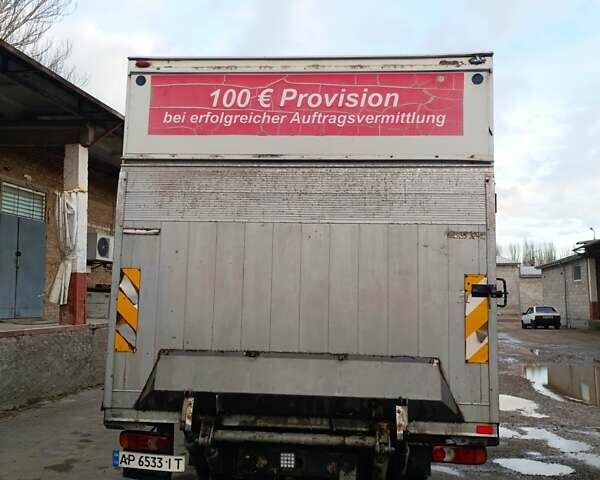 100 € Provision
bei erfolgreicher Auftragsvermittlung
AP 6533 IT